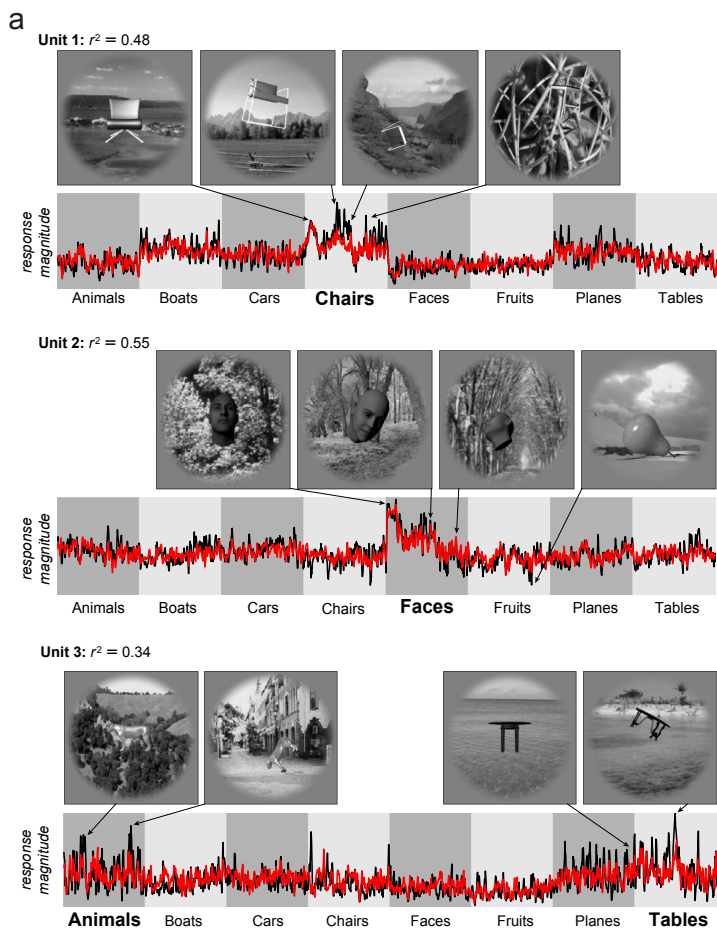 a
Unit 1: r² = 0.48
response
magnitude
Animals Boats Cars Chairs Faces Fruits Planes Tables
Unit 2: r² = 0.55
response
magnitude
Animals Boats Cars Chairs Faces Fruits Planes Tables
Unit 3: r² = 0.34
response
magnitude
Animals Boats Cars Chairs Faces Fruits Planes Tables